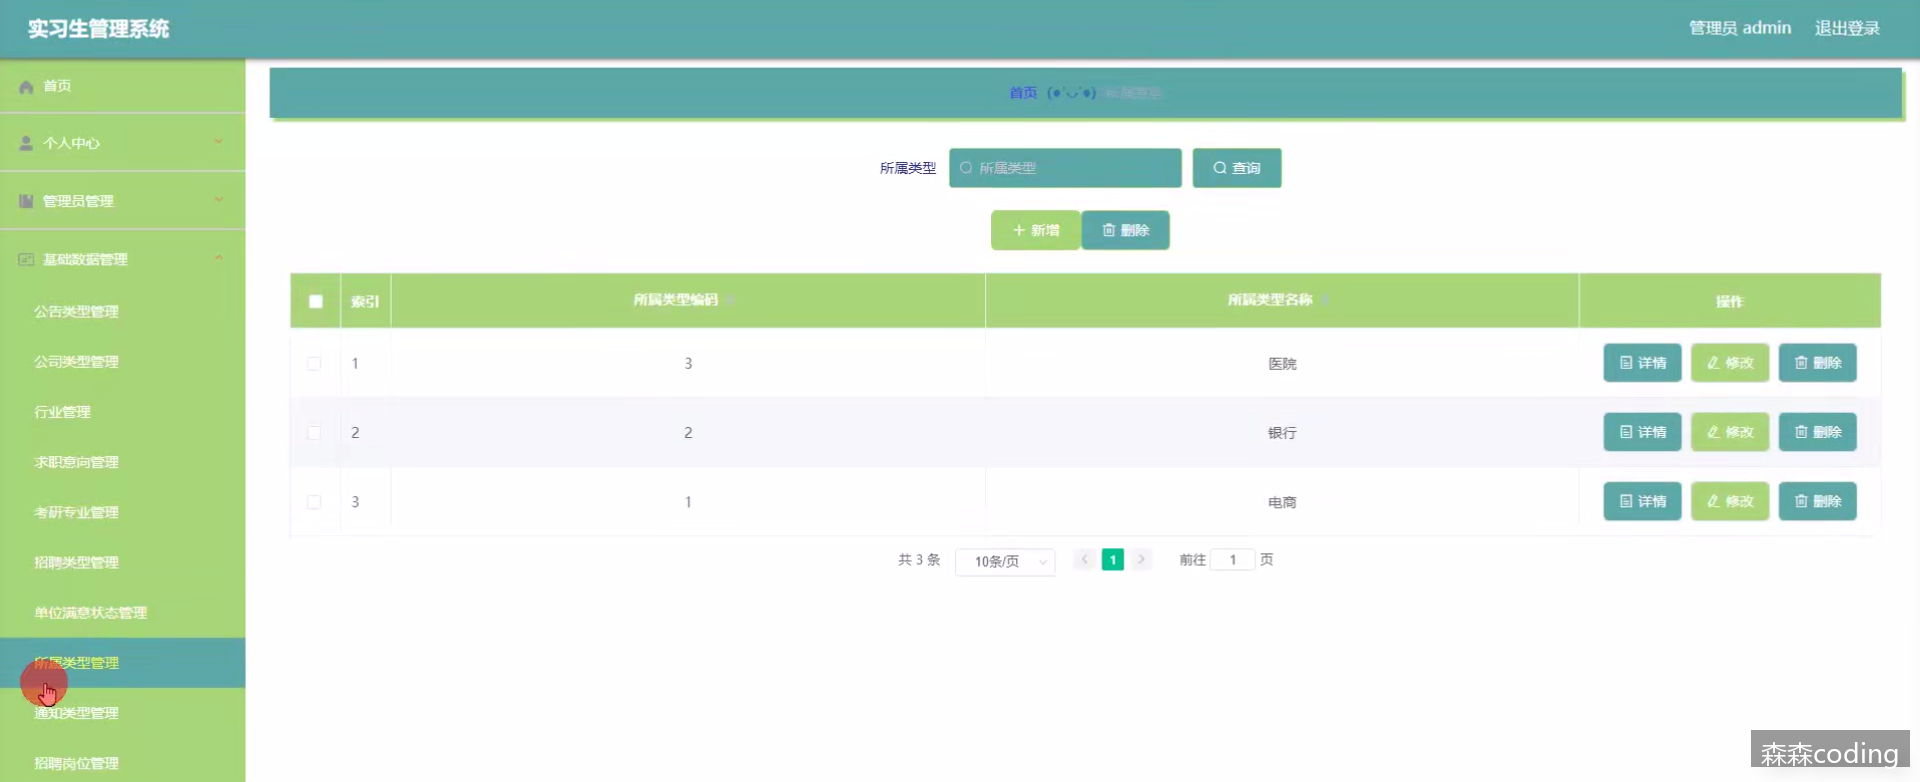 实习生管理系统
管理员 admin 退出登录
首页
个人中心
管理员管理
基础数据管理
公告类型管理
公司类型管理
行业管理
求职意向管理
考研专业管理
招聘类型管理
单位满意状态管理
所属类型管理
通知类型管理
招聘岗位管理
首页 (●'◡'●) 所属类型
所属类型 所属类型 查询
新增 删除
索引 所属类型编码 所属类型名称 操作
1 3 医院 详情 修改 删除
2 2 银行 详情 修改 删除
3 1 电商 详情 修改 删除
共 3 条 10条/页 1 前往 1 页
森森coding